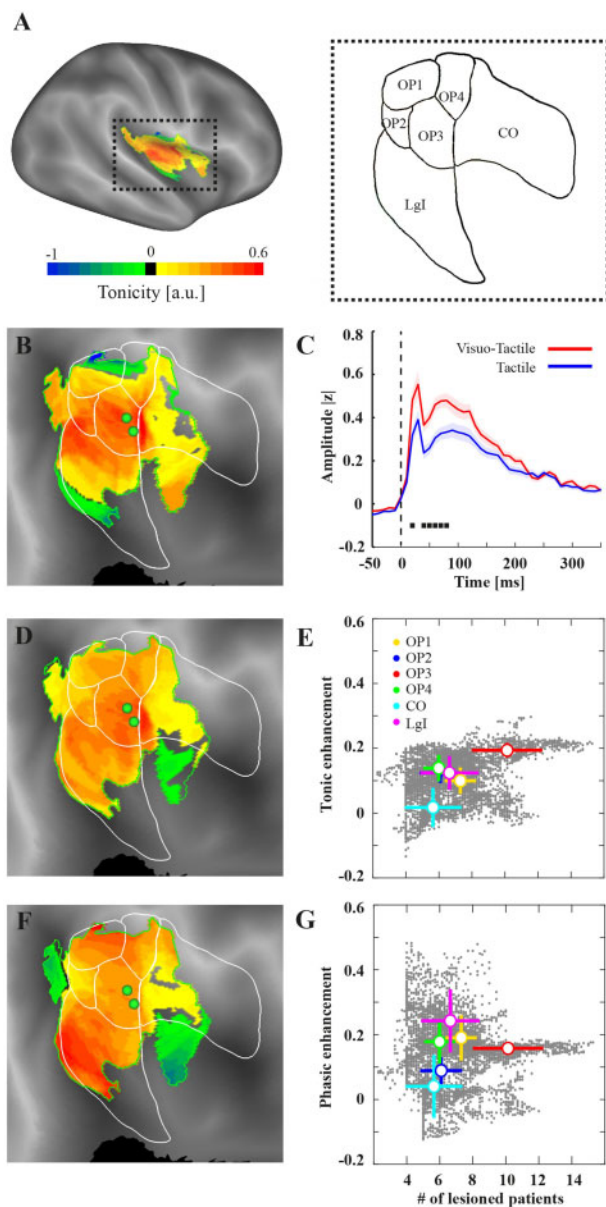 A
OP1
OP4
OP2
OP3
CO
LgI
-1 0 0.6
Tonicity [a.u.]
B
C
Visuo-Tactile
Tactile
Amplitude |z|
0.8
0.6
0.4
0.2
0
-0.2
-50 0 100 200 300
Time [ms]
D
E
OP1
OP2
OP3
OP4
CO
LgI
Tonic enhancement
0.6
0.4
0.2
0
-0.2
F
G
Phasic enhancement
0.6
0.4
0.2
0
-0.2
4 6 8 10 12 14
# of lesioned patients